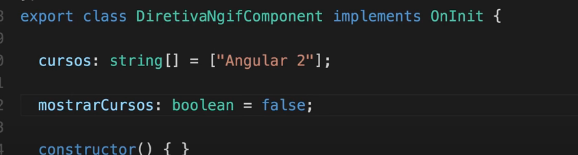 export class DiretivaNgifComponent implements OnInit {
cursos: string[] = ["Angular 2"];
mostrarCursos: boolean = false;
constructor() { }